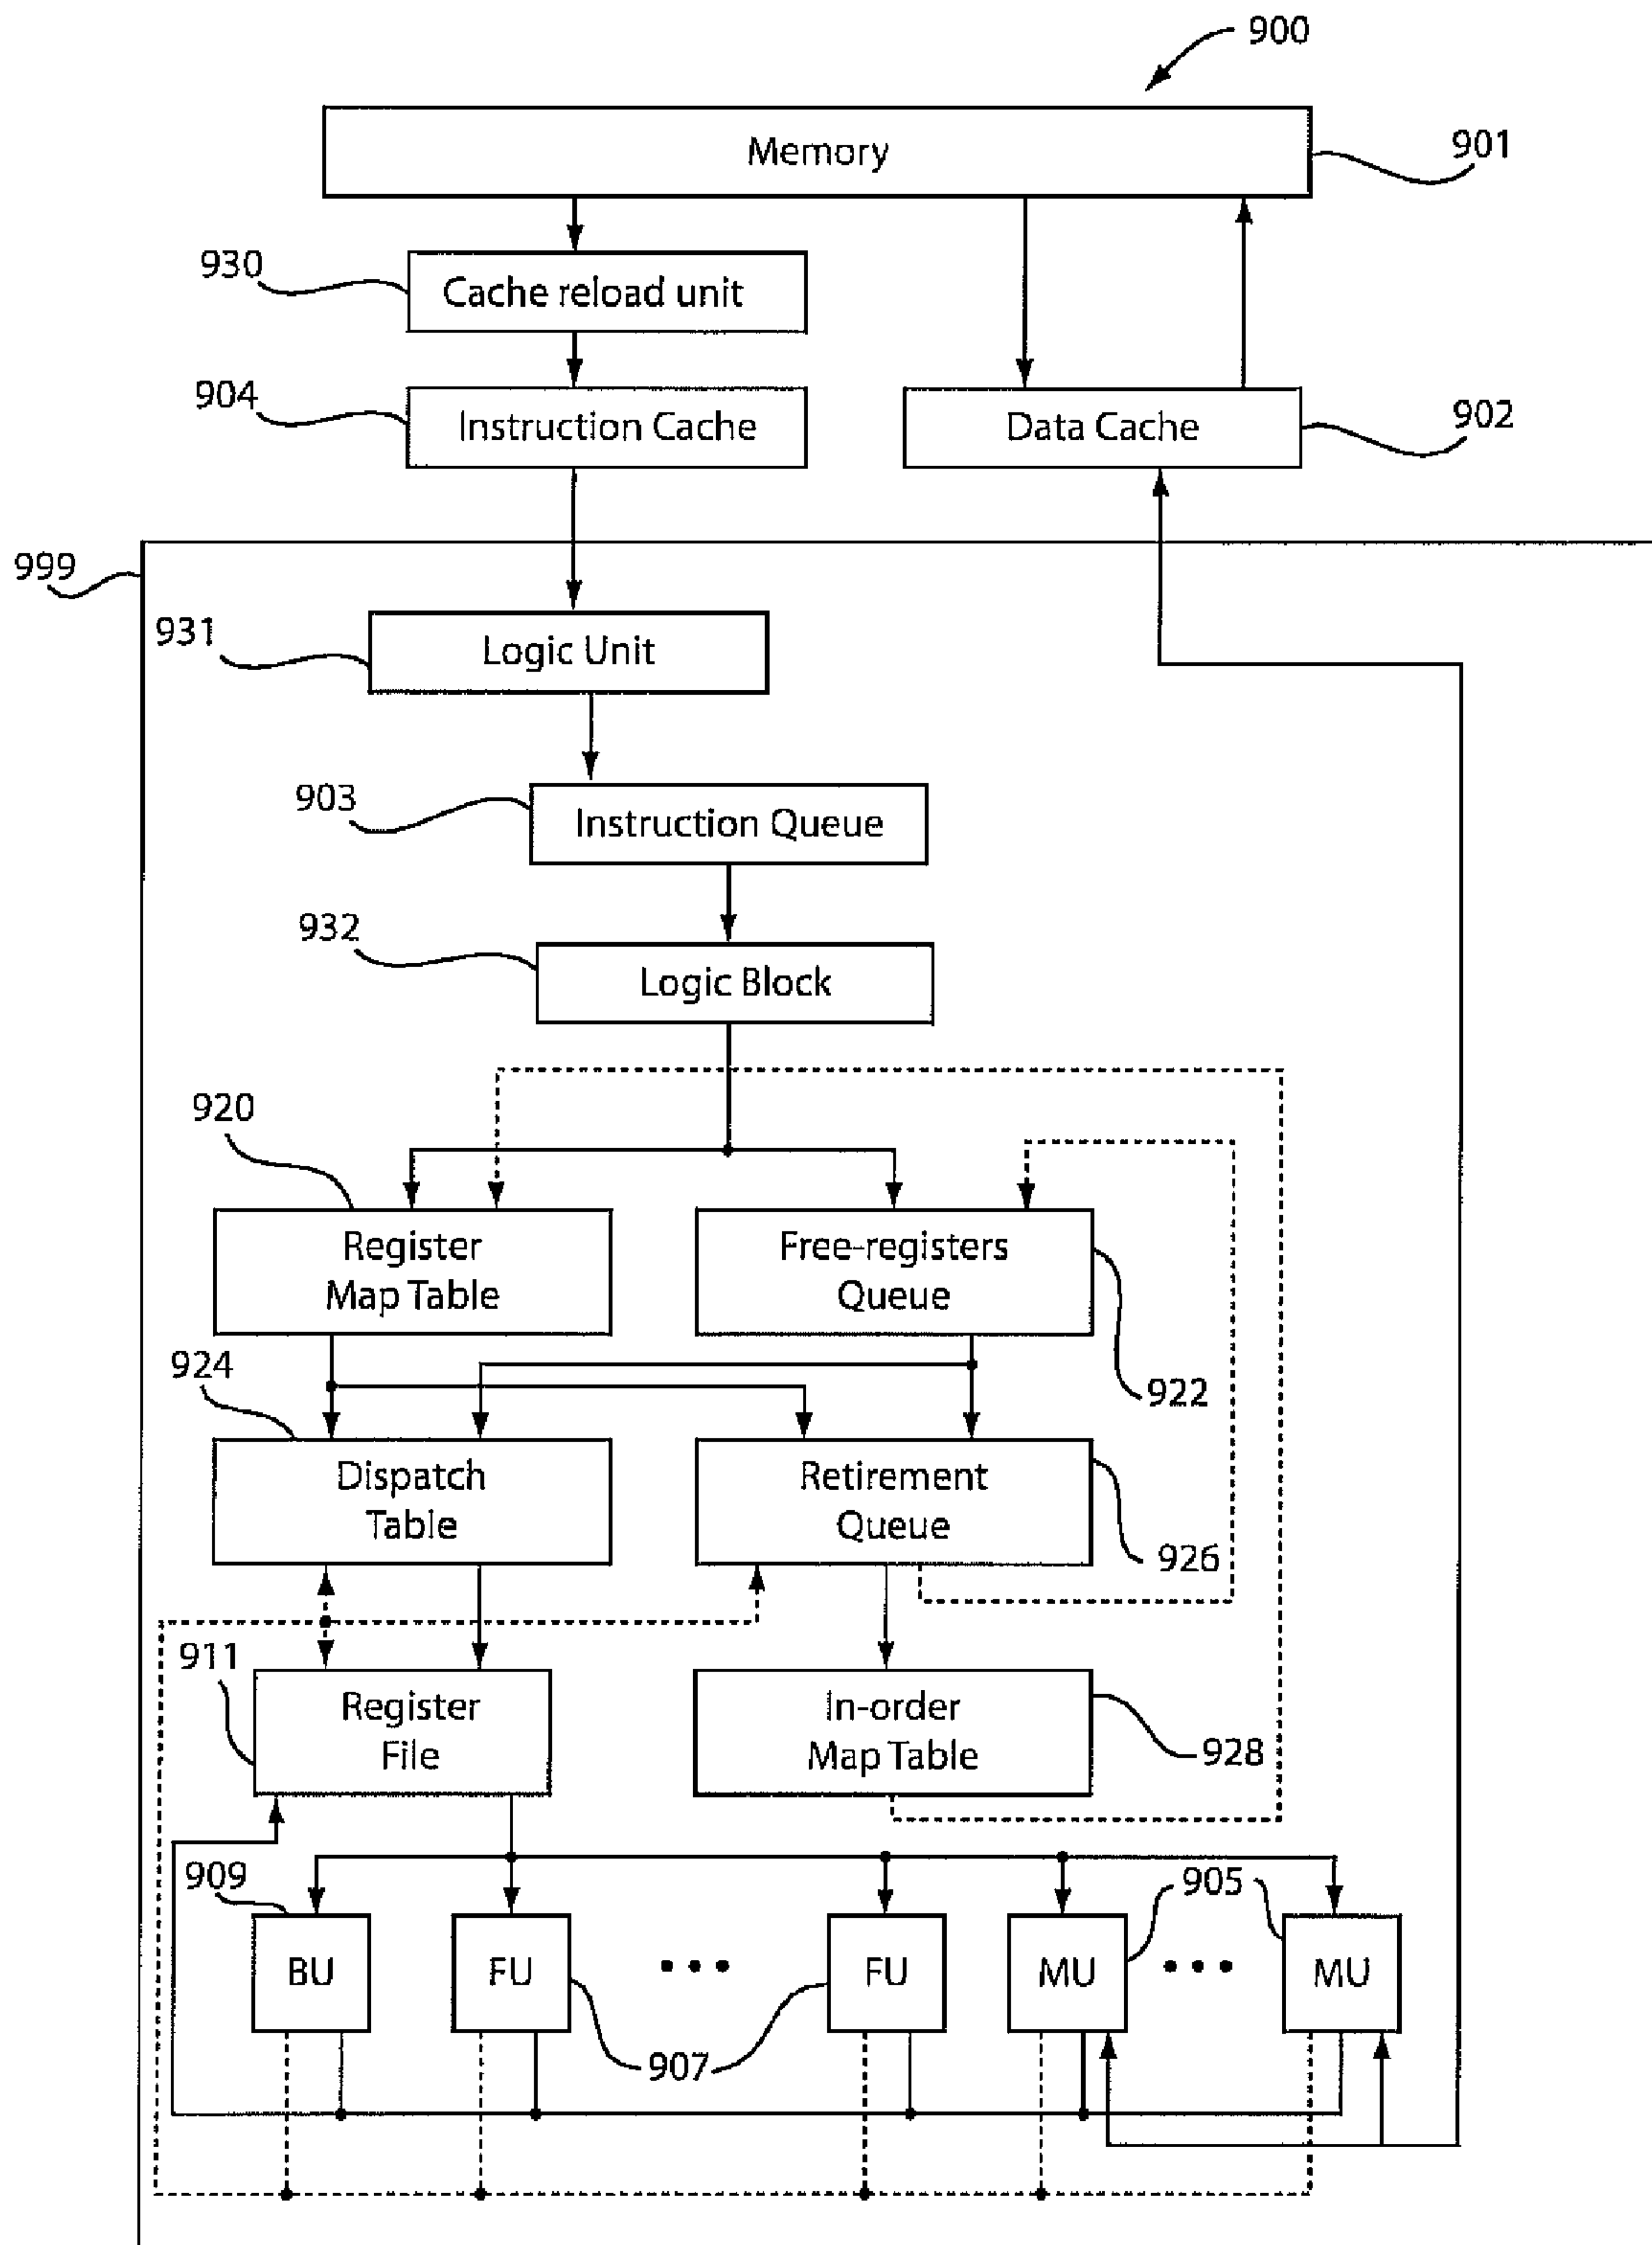 900
Memory
901
930
Cache reload unit
904
Instruction Cache
Data Cache
902
999
931
Logic Unit
903
Instruction Queue
932
Logic Block
920
Register
Map Table
Free-registers
Queue
922
924
Dispatch
Table
Retirement
Queue
926
911
Register
File
In-order
Map Table
928
909
905
BU
FU
• • •
FU
MU
• • •
MU
907